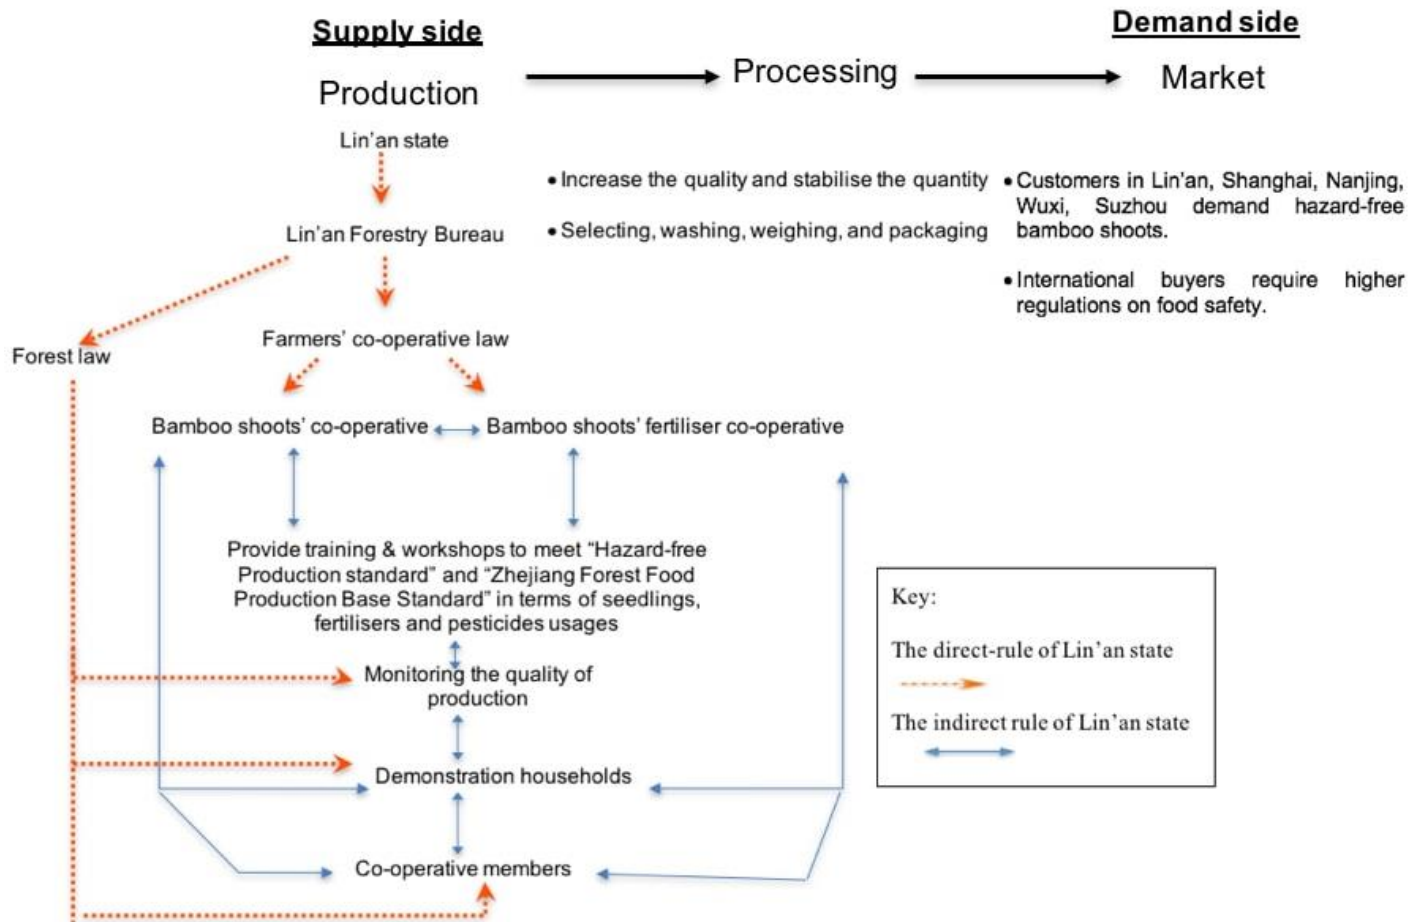 Supply side
Demand side
Production
Processing
Market
Lin’an state
• Increase the quality and stabilise the quantity
• Selecting, washing, weighing, and packaging
• Customers in Lin’an, Shanghai, Nanjing,
Wuxi, Suzhou demand hazard-free
bamboo shoots.
• International buyers require higher
regulations on food safety.
Lin’an Forestry Bureau
Forest law
Farmers’ co-operative law
Bamboo shoots’ co-operative
Bamboo shoots’ fertiliser co-operative
Provide training & workshops to meet “Hazard-free
Production standard” and “Zhejiang Forest Food
Production Base Standard” in terms of seedlings,
fertilisers and pesticides usages
Monitoring the quality of
production
Demonstration households
Co-operative members
Key:
The direct-rule of Lin’an state
The indirect rule of Lin’an state